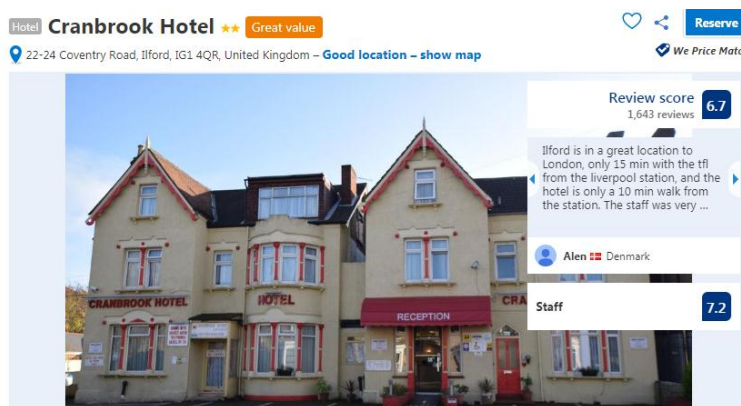 Hotel Cranbrook Hotel Great value
Reserve
22-24 Coventry Road, Ilford, IG1 4QR, United Kingdom – Good location – show map
We Price Matc
Review score 6.7
1,643 reviews
Ilford is in a great location to
London, only 15 min with the tfl
from the liverpool station, and the
hotel is only a 10 min walk from
the station. The staff was very ...
Alen Denmark
Staff 7.2
CRANBROOK HOTEL
HOTEL
RECEPTION
CRA